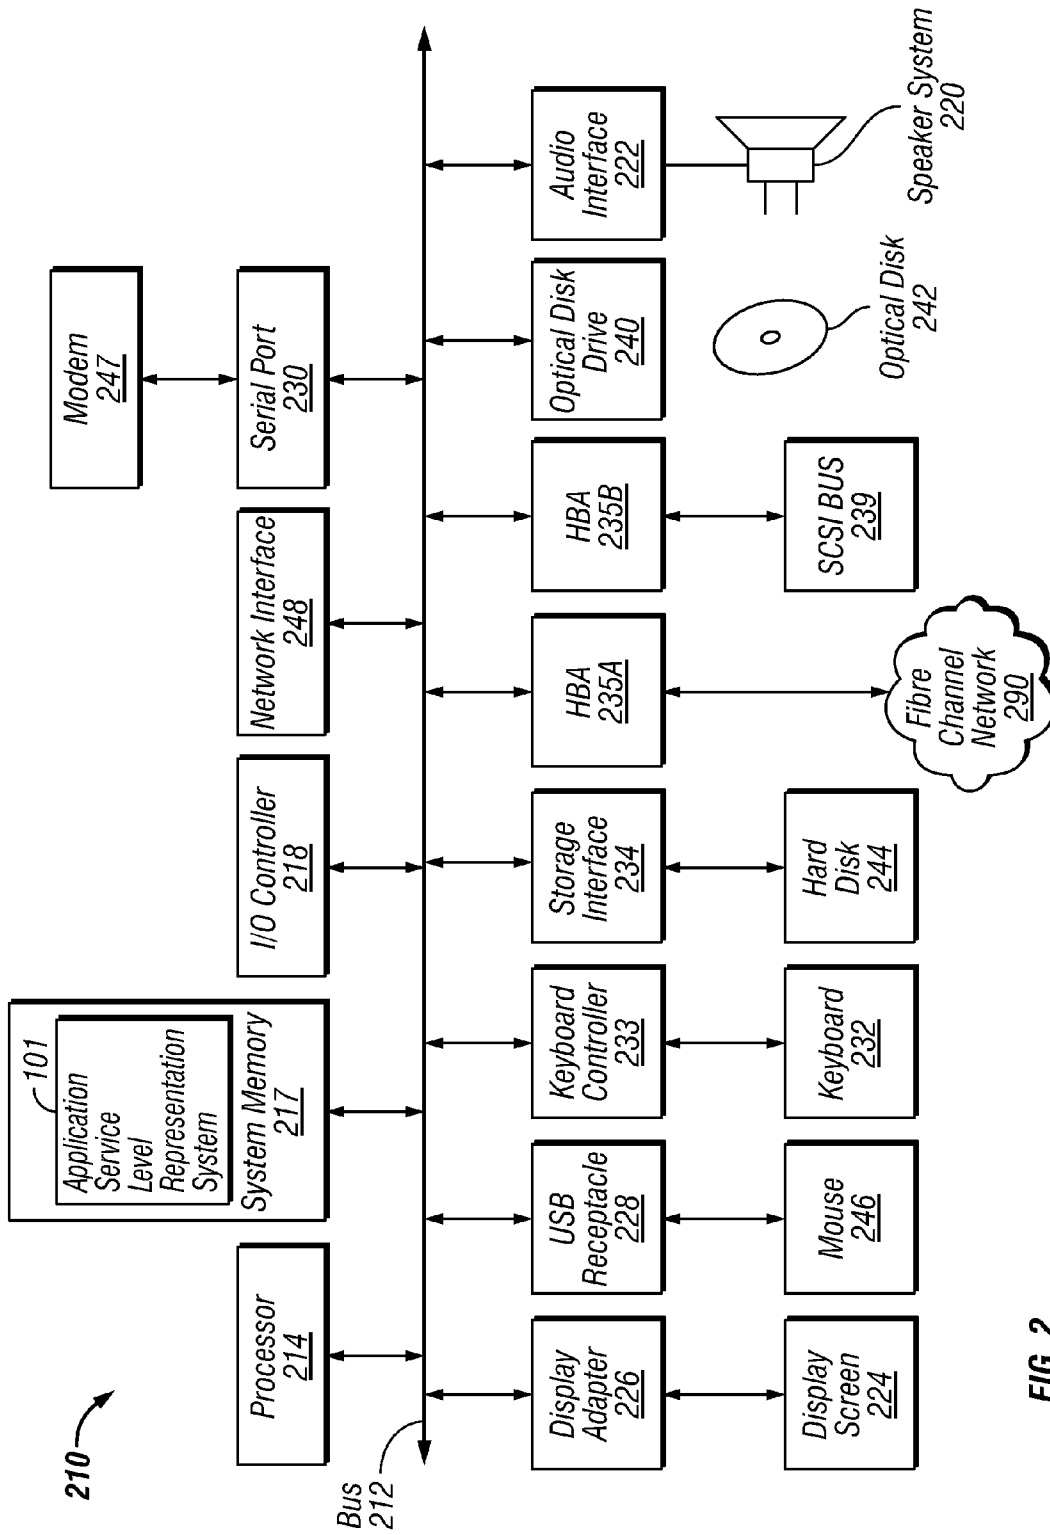 210
Processor
214
101
Application
Service
Level
Representation
System
System Memory
217
I/O Controller
218
Network Interface
248
Modem
247
Serial Port
230
Bus
212
Display
Adapter
226
USB
Receptacle
228
Keyboard
Controller
233
Storage
Interface
234
HBA
235A
HBA
235B
Optical Disk
Drive
240
Audio
Interface
222
Display
Screen
224
Mouse
246
Keyboard
232
Hard
Disk
244
Fibre
Channel
Network
290
SCSI BUS
239
Optical Disk
242
Speaker System
220
FIG. 2